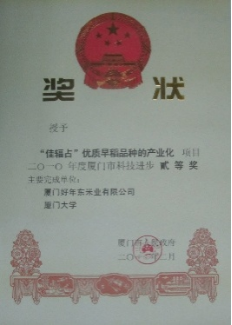 奖 状
授予
“佳辐占”优质早稻品种的产业化 项目
二〇一〇年度厦门市科技进步 贰等奖
主要完成单位：
厦门好年东米业有限公司
厦门大学
厦门市人民政府
二〇一一年二月